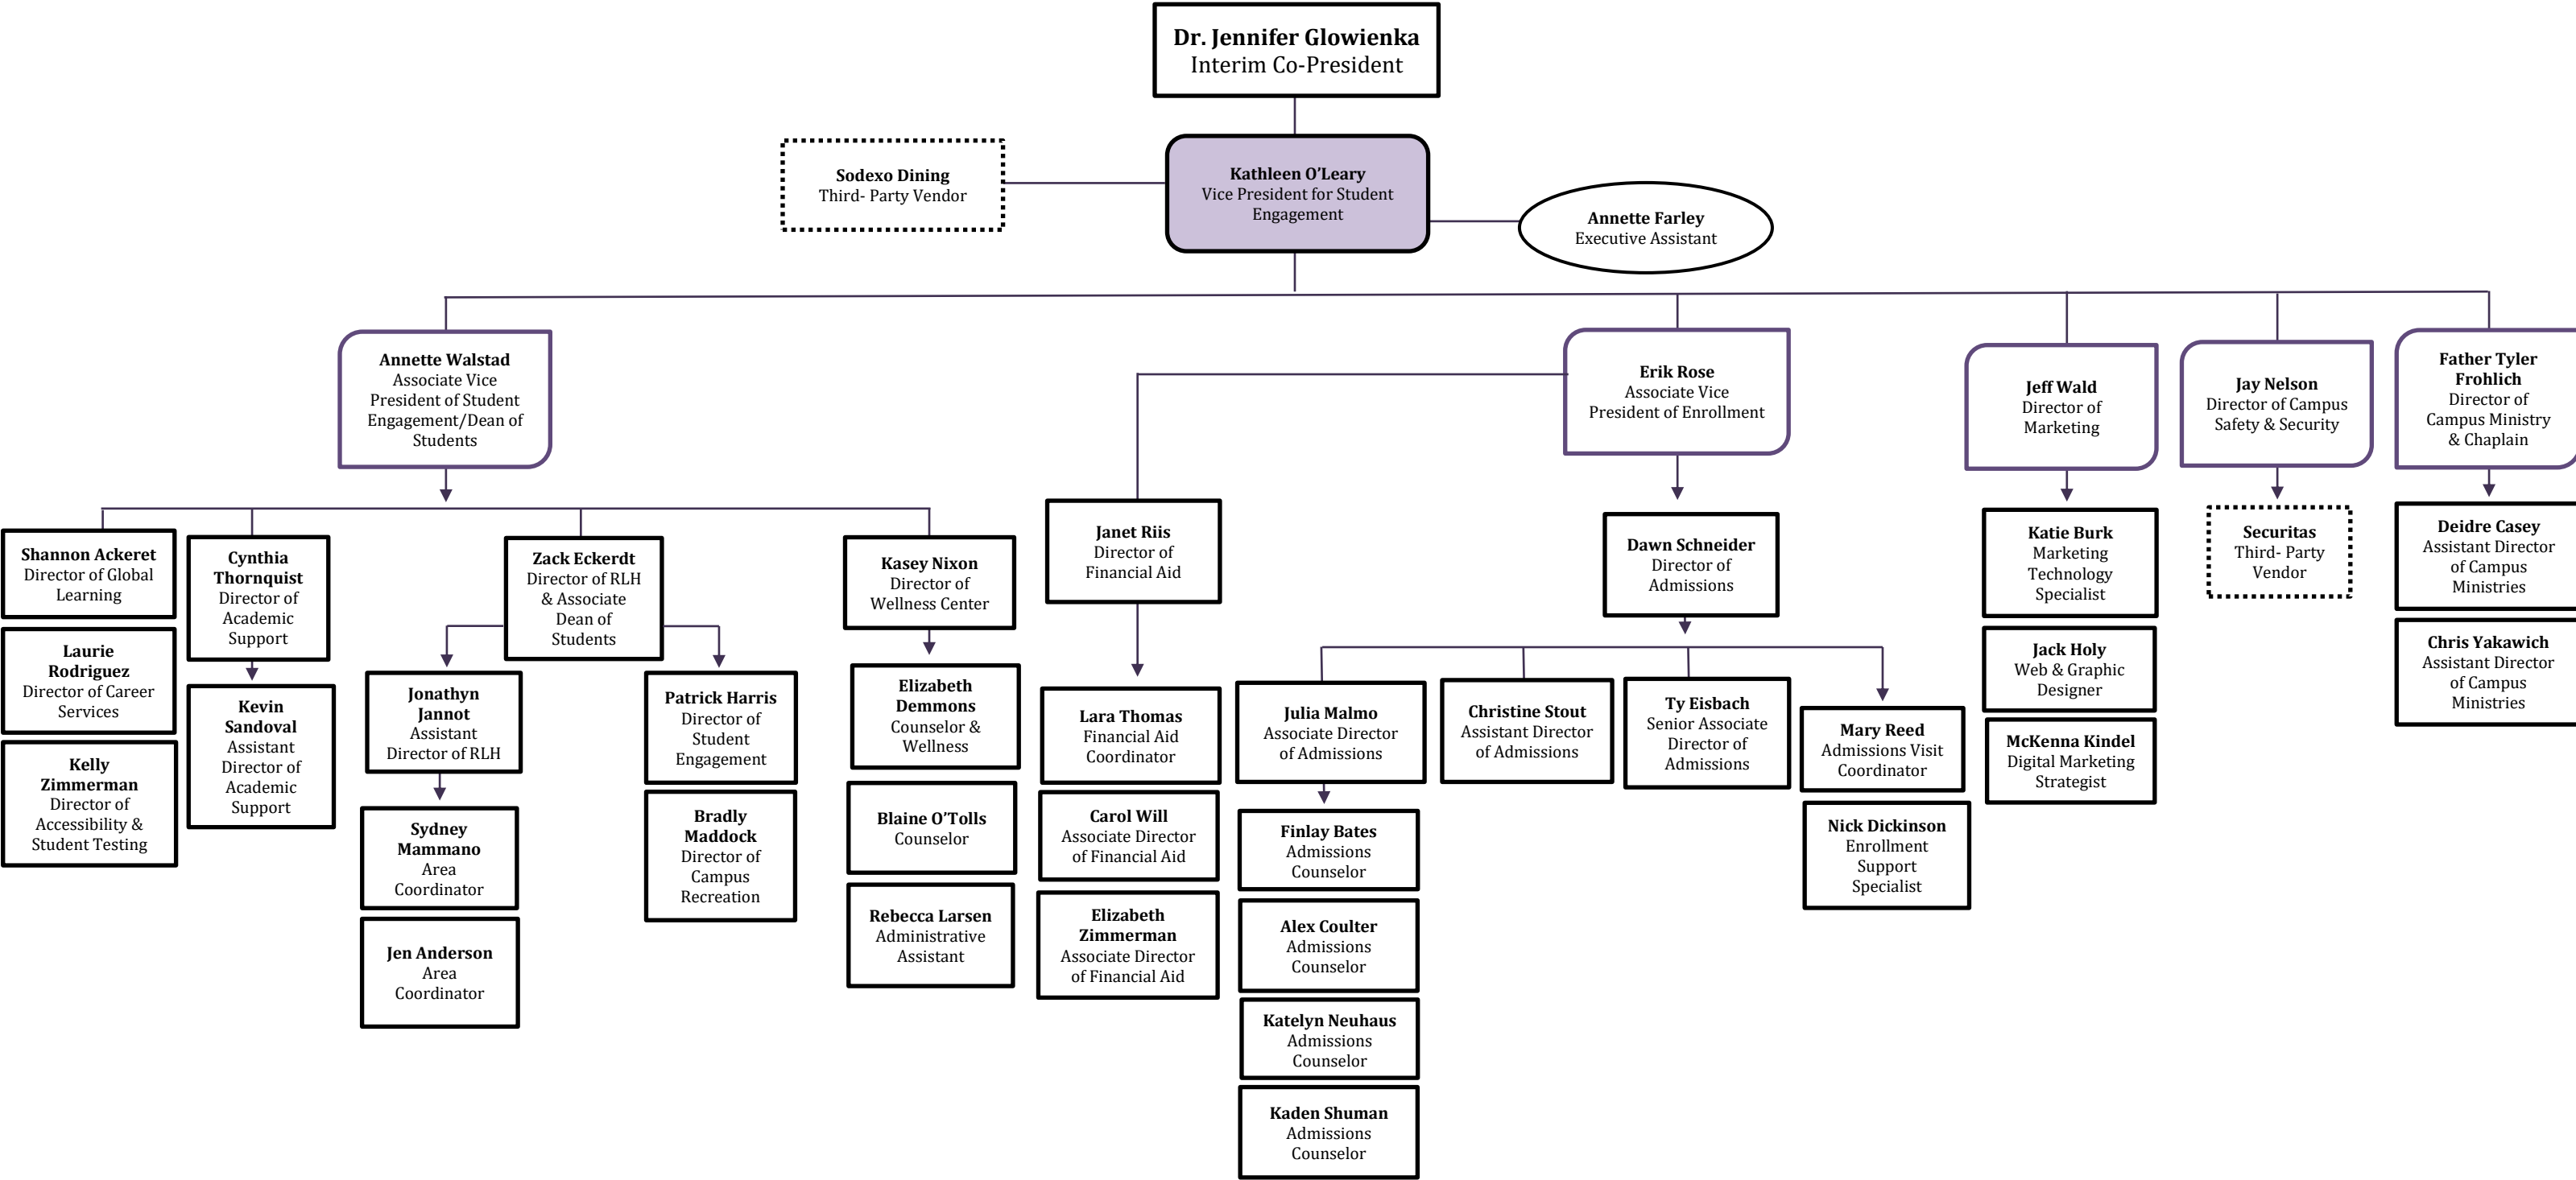 Dr. Jennifer Glowienka
Interim Co-President
Sodexo Dining
Third- Party Vendor
Kathleen O’Leary
Vice President for Student
Engagement
Annette Farley
Executive Assistant
Annette Walstad
Associate Vice
President of Student
Engagement/Dean of
Students
Erik Rose
Associate Vice
President of Enrollment
Jeff Wald
Director of
Marketing
Jay Nelson
Director of Campus
Safety & Security
Father Tyler
Frohlich
Director of
Campus Ministry
& Chaplain
Shannon Ackeret
Director of Global
Learning
Laurie
Rodriguez
Director of Career
Services
Kelly
Zimmerman
Director of
Accessibility &
Student Testing
Cynthia
Thornquist
Director of
Academic
Support
Kevin
Sandoval
Assistant
Director of
Academic
Support
Zack Eckerdt
Director of RLH
& Associate
Dean of
Students
Jonathyn
Jannot
Assistant
Director of RLH
Sydney
Mammano
Area
Coordinator
Jen Anderson
Area
Coordinator
Patrick Harris
Director of
Student
Engagement
Bradly
Maddock
Director of
Campus
Recreation
Kasey Nixon
Director of
Wellness Center
Elizabeth
Demmons
Counselor &
Wellness
Blaine O’Tolls
Counselor
Rebecca Larsen
Administrative
Assistant
Janet Riis
Director of
Financial Aid
Lara Thomas
Financial Aid
Coordinator
Carol Will
Associate Director
of Financial Aid
Elizabeth
Zimmerman
Associate Director
of Financial Aid
Dawn Schneider
Director of
Admissions
Julia Malmo
Associate Director
of Admissions
Finlay Bates
Admissions
Counselor
Alex Coulter
Admissions
Counselor
Katelyn Neuhaus
Admissions
Counselor
Kaden Shuman
Admissions
Counselor
Christine Stout
Assistant Director
of Admissions
Ty Eisbach
Senior Associate
Director of
Admissions
Mary Reed
Admissions Visit
Coordinator
Nick Dickinson
Enrollment
Support
Specialist
Katie Burk
Marketing
Technology
Specialist
Jack Holy
Web & Graphic
Designer
McKenna Kindel
Digital Marketing
Strategist
Securitas
Third- Party
Vendor
Deidre Casey
Assistant Director
of Campus
Ministries
Chris Yakawich
Assistant Director
of Campus
Ministries